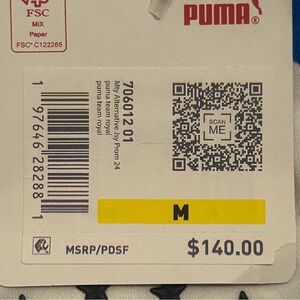 FSC
MIX
Paper
FSC® C122265
PUMA
706012 01
Mty Alternative Jsy Prom 24
puma team royal
puma team royal
1 97646 28288 1
SCAN
ME
M
MSRP/PDSF
$140.00